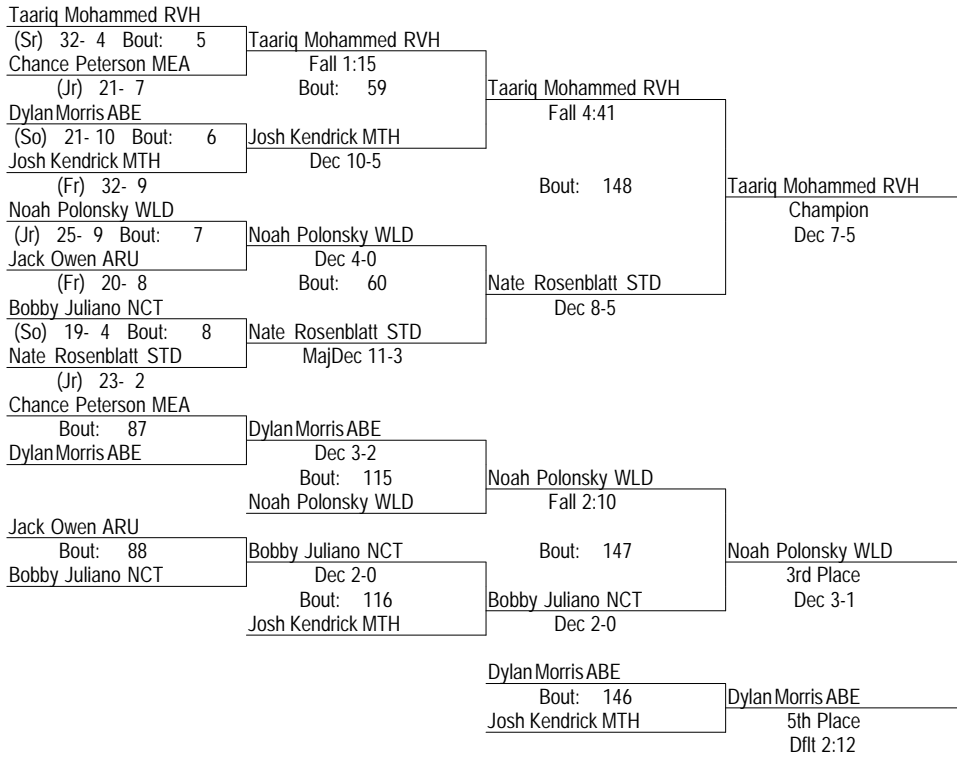 Taariq Mohammed RVH
(Sr) 32- 4 Bout: 5
Chance Peterson MEA
(Jr) 21- 7
Dylan Morris ABE
(So) 21- 10 Bout: 6
Josh Kendrick MTH
(Fr) 32- 9
Noah Polonsky WLD
(Jr) 25- 9 Bout: 7
Jack Owen ARU
(Fr) 20- 8
Bobby Juliano NCT
(So) 19- 4 Bout: 8
Nate Rosenblatt STD
(Jr) 23- 2
Taariq Mohammed RVH
Fall 1:15
Bout: 59
Josh Kendrick MTH
Dec 10-5
Noah Polonsky WLD
Dec 4-0
Bout: 60
Nate Rosenblatt STD
MajDec 11-3
Taariq Mohammed RVH
Fall 4:41
Bout: 148
Nate Rosenblatt STD
Dec 8-5
Taariq Mohammed RVH
Champion
Dec 7-5
Chance Peterson MEA
Bout: 87
Dylan Morris ABE
Jack Owen ARU
Bout: 88
Bobby Juliano NCT
Dylan Morris ABE
Dec 3-2
Bout: 115
Noah Polonsky WLD
Bobby Juliano NCT
Dec 2-0
Bout: 116
Josh Kendrick MTH
Noah Polonsky WLD
Fall 2:10
Bout: 147
Bobby Juliano NCT
Dec 2-0
Noah Polonsky WLD
3rd Place
Dec 3-1
Dylan Morris ABE
Bout: 146
Josh Kendrick MTH
Dylan Morris ABE
5th Place
Dflt 2:12